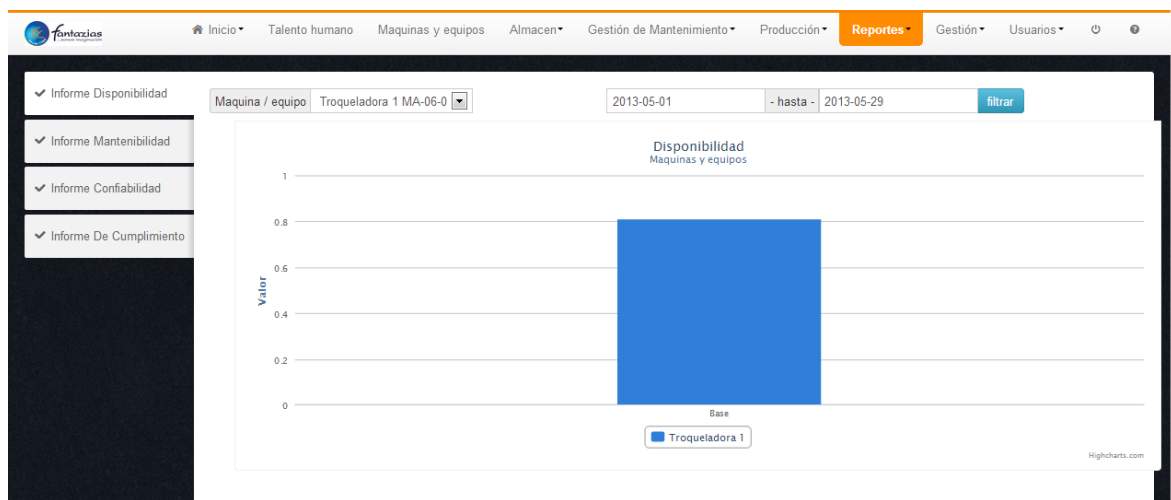 fantazias
Inicio
Talento humano
Maquinas y equipos
Almacen
Gestión de Mantenimiento
Producción
Reportes
Gestión
Usuarios
Informe Disponibilidad
Informe Mantenibilidad
Informe Confiabilidad
Informe De Cumplimiento
Maquina / equipo
Troqueladora 1 MA-06-0
2013-05-01
- hasta -
2013-05-29
filtrar
Disponibilidad
Maquinas y equipos
Valor
1
0.8
0.6
0.4
0.2
0
Base
Troqueladora 1
Highcharts.com